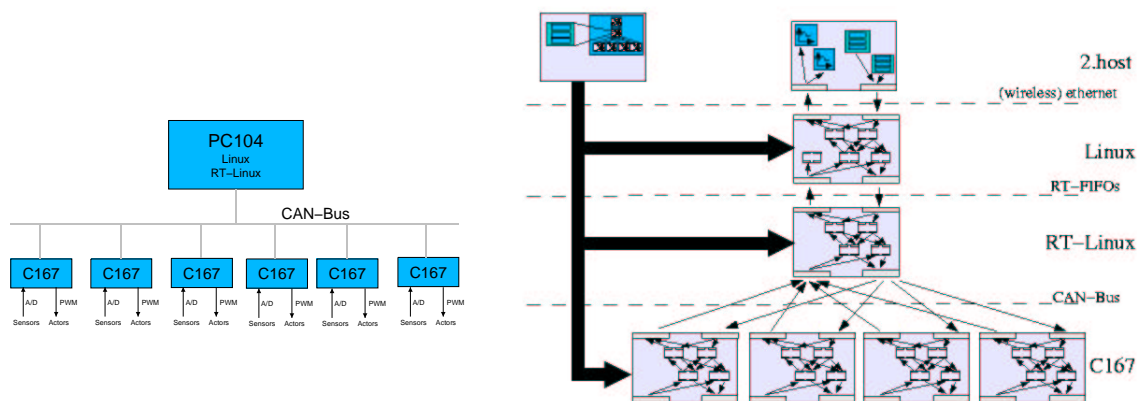 PC104
Linux
RT−Linux
CAN−Bus
C167 C167 C167 C167 C167 C167
A/D PWM A/D PWM A/D PWM A/D PWM A/D PWM A/D PWM
Sensors Actors Sensors Actors Sensors Actors Sensors Actors Sensors Actors Sensors Actors
2.host
(wireless) ethernet
Linux
RT−FIFOs
RT−Linux
CAN−Bus
C167